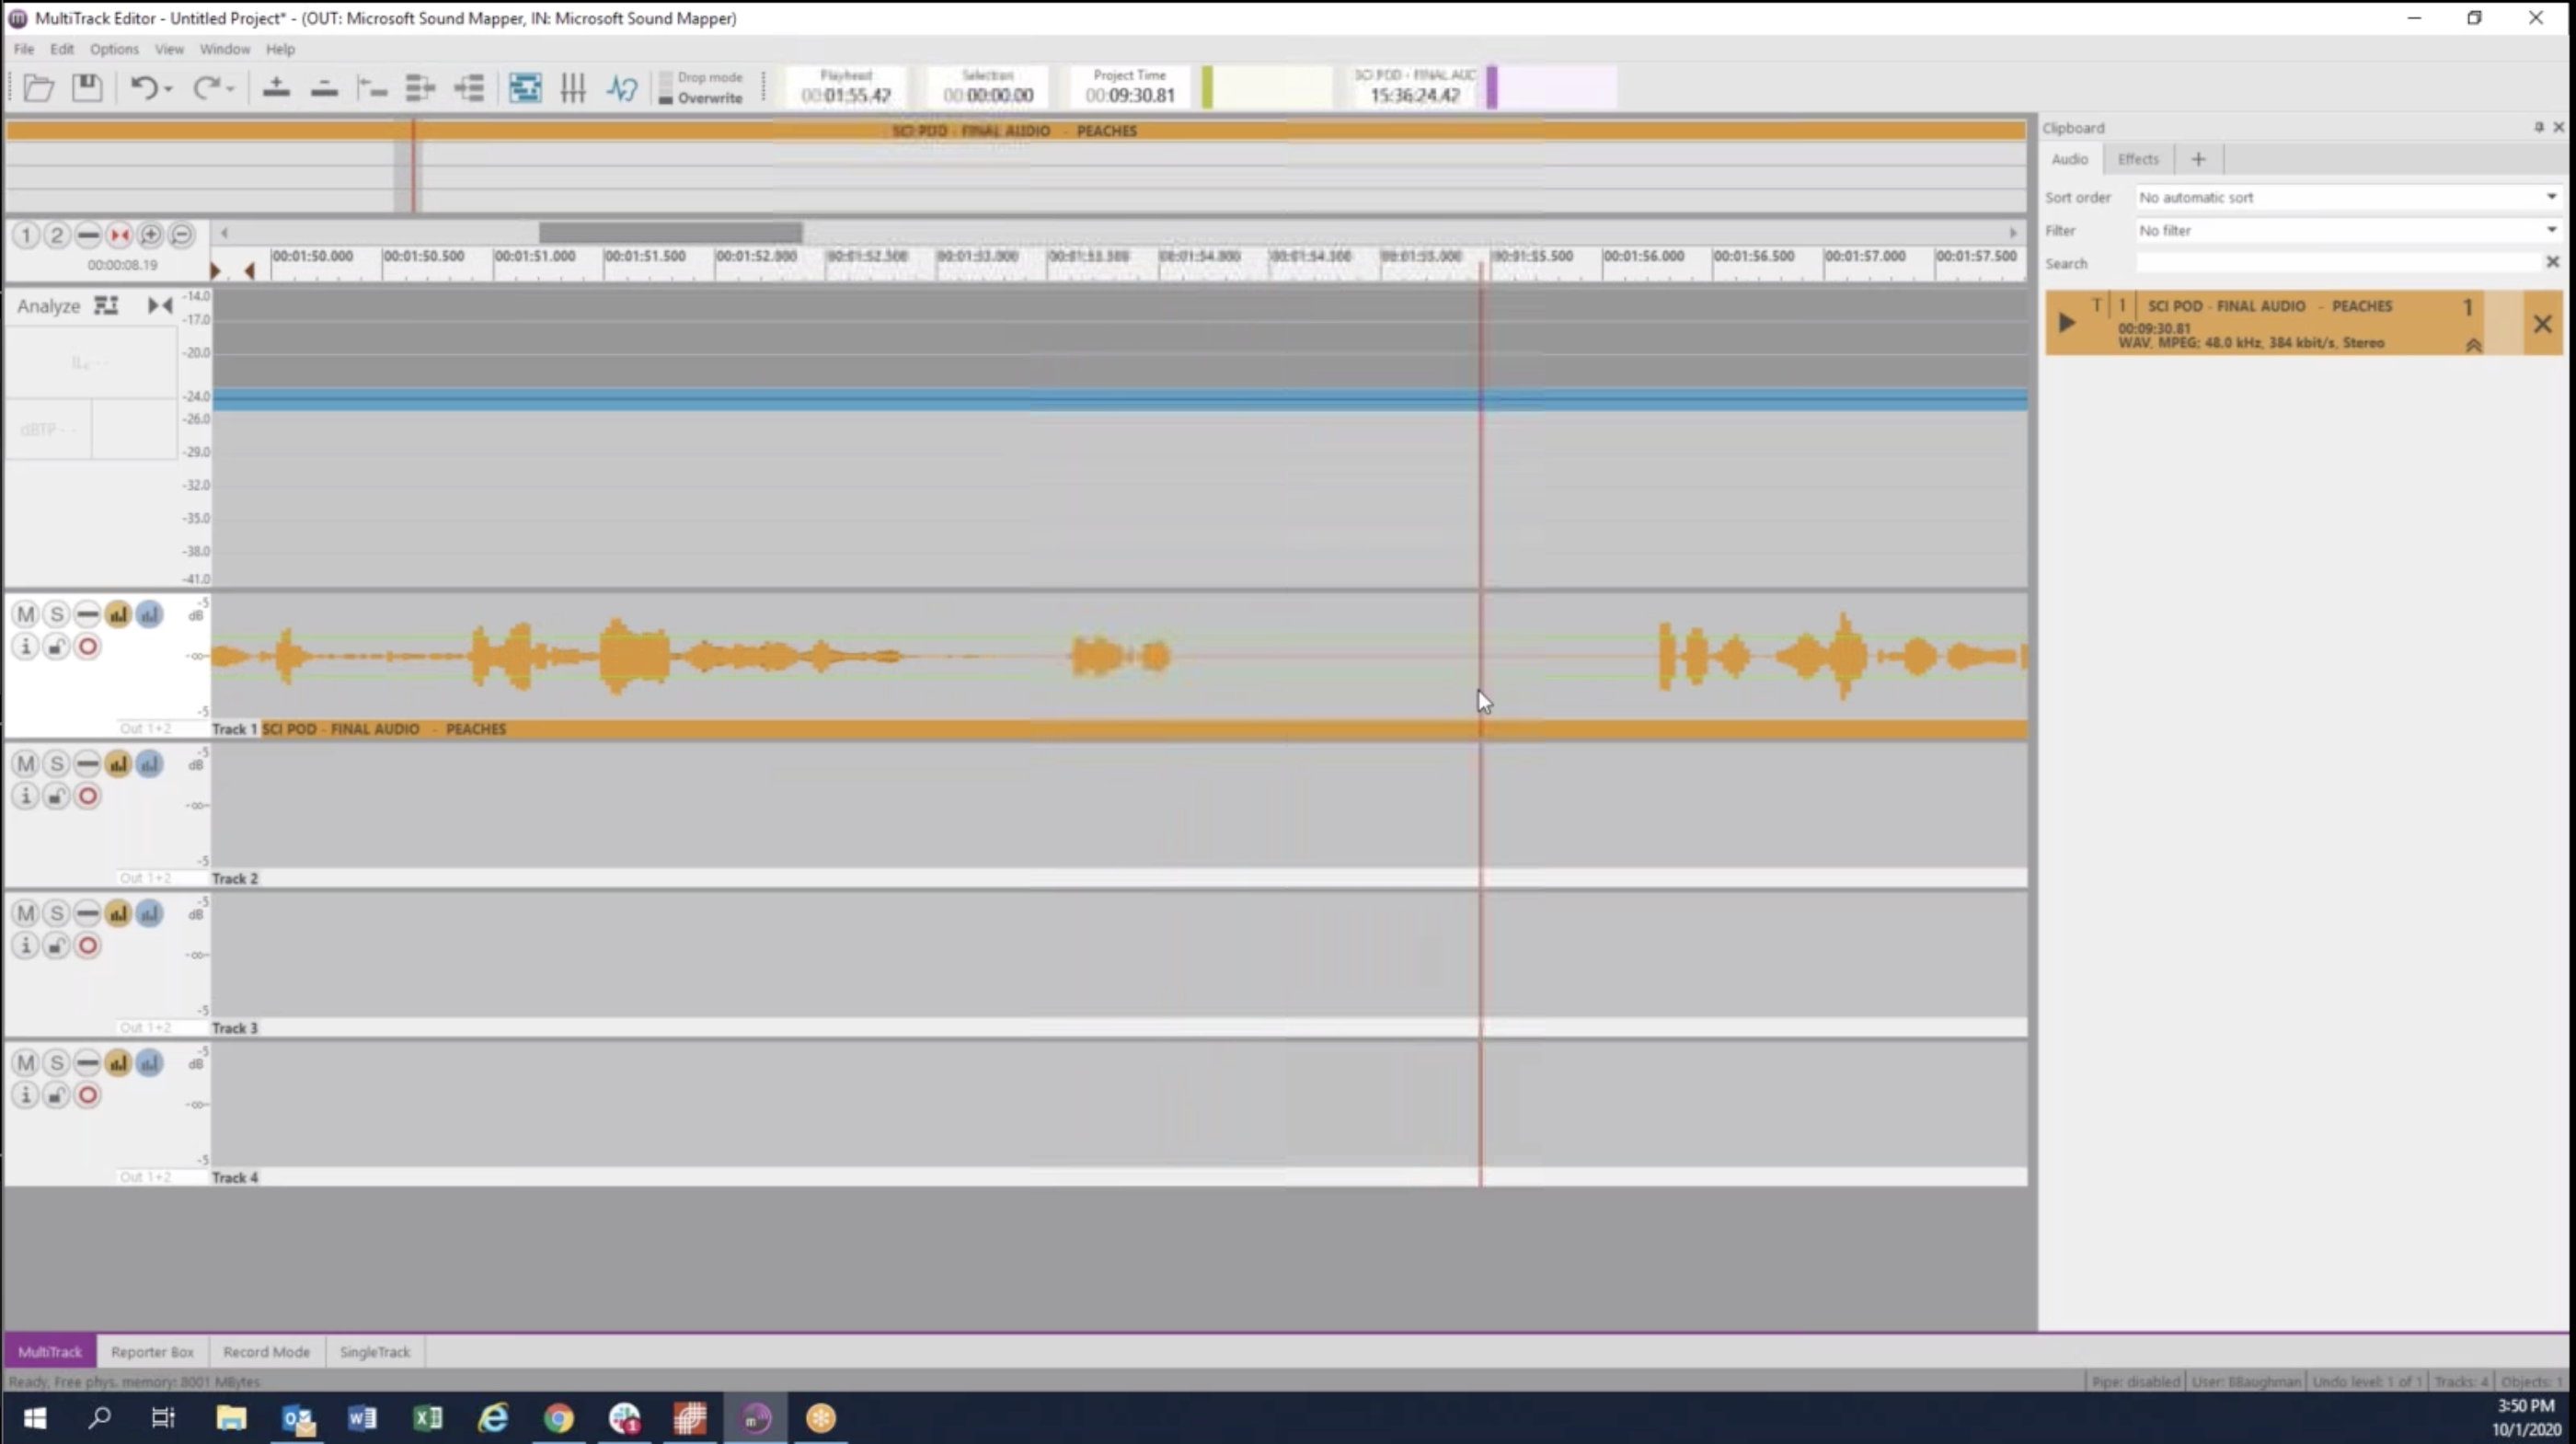 MultiTrack Editor - Untitled Project* - (OUT: Microsoft Sound Mapper, IN: Microsoft Sound Mapper)
File Edit Options View Window Help
Drop mode
Overwrite
Playhead
00:01:55.42
Selection
00:00:00.00
Project Time
00:09:30.81
SCI POD - FINAL AUD
15:36:24.42
SCI POD - FINAL AUDIO - PEACHES
1 2
00:00:08.19
00:01:50.000 00:01:50.500 00:01:51.000 00:01:51.500 00:01:52.000 00:01:52.500 00:01:53.000 00:01:53.500 00:01:54.000 00:01:54.500 00:01:55.000 00:01:55.500 00:01:56.000 00:01:56.500 00:01:57.000 00:01:57.500
Analyze
dBTP - -
-14.0
-17.0
-20.0
-24.0
-26.0
-29.0
-32.0
-35.0
-38.0
-41.0
M S -5
dB
i -∞
-5
Out 1+2 Track 1 SCI POD - FINAL AUDIO - PEACHES
M S -5
dB
i -∞
-5
Out 1+2 Track 2
M S -5
dB
i -∞
-5
Out 1+2 Track 3
M S -5
dB
i -∞
-5
Out 1+2 Track 4
Clipboard
Audio Effects +
Sort order No automatic sort
Filter No filter
Search
T 1 SCI POD - FINAL AUDIO - PEACHES 1
00:09:30.81
WAV, MPEG; 48.0 kHz, 384 kbit/s, Stereo
MultiTrack Reporter Box Record Mode SingleTrack
Ready, Free phys. memory: 8001 MBytes
Pipe: disabled User: BBaughman Undo level: 1 of 1 Tracks: 4 Objects: 1
3:50 PM
10/1/2020